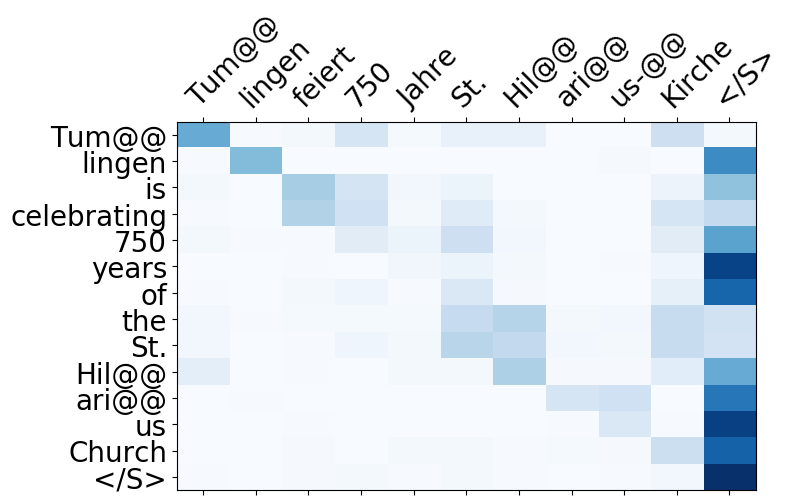 Tum@@ lingen feiert 750 Jahre St. Hil@@ ari@@ us-@@ Kirche </S>
Tum@@
lingen
is
celebrating
750
years
of
the
St.
Hil@@
ari@@
us
Church
</S>